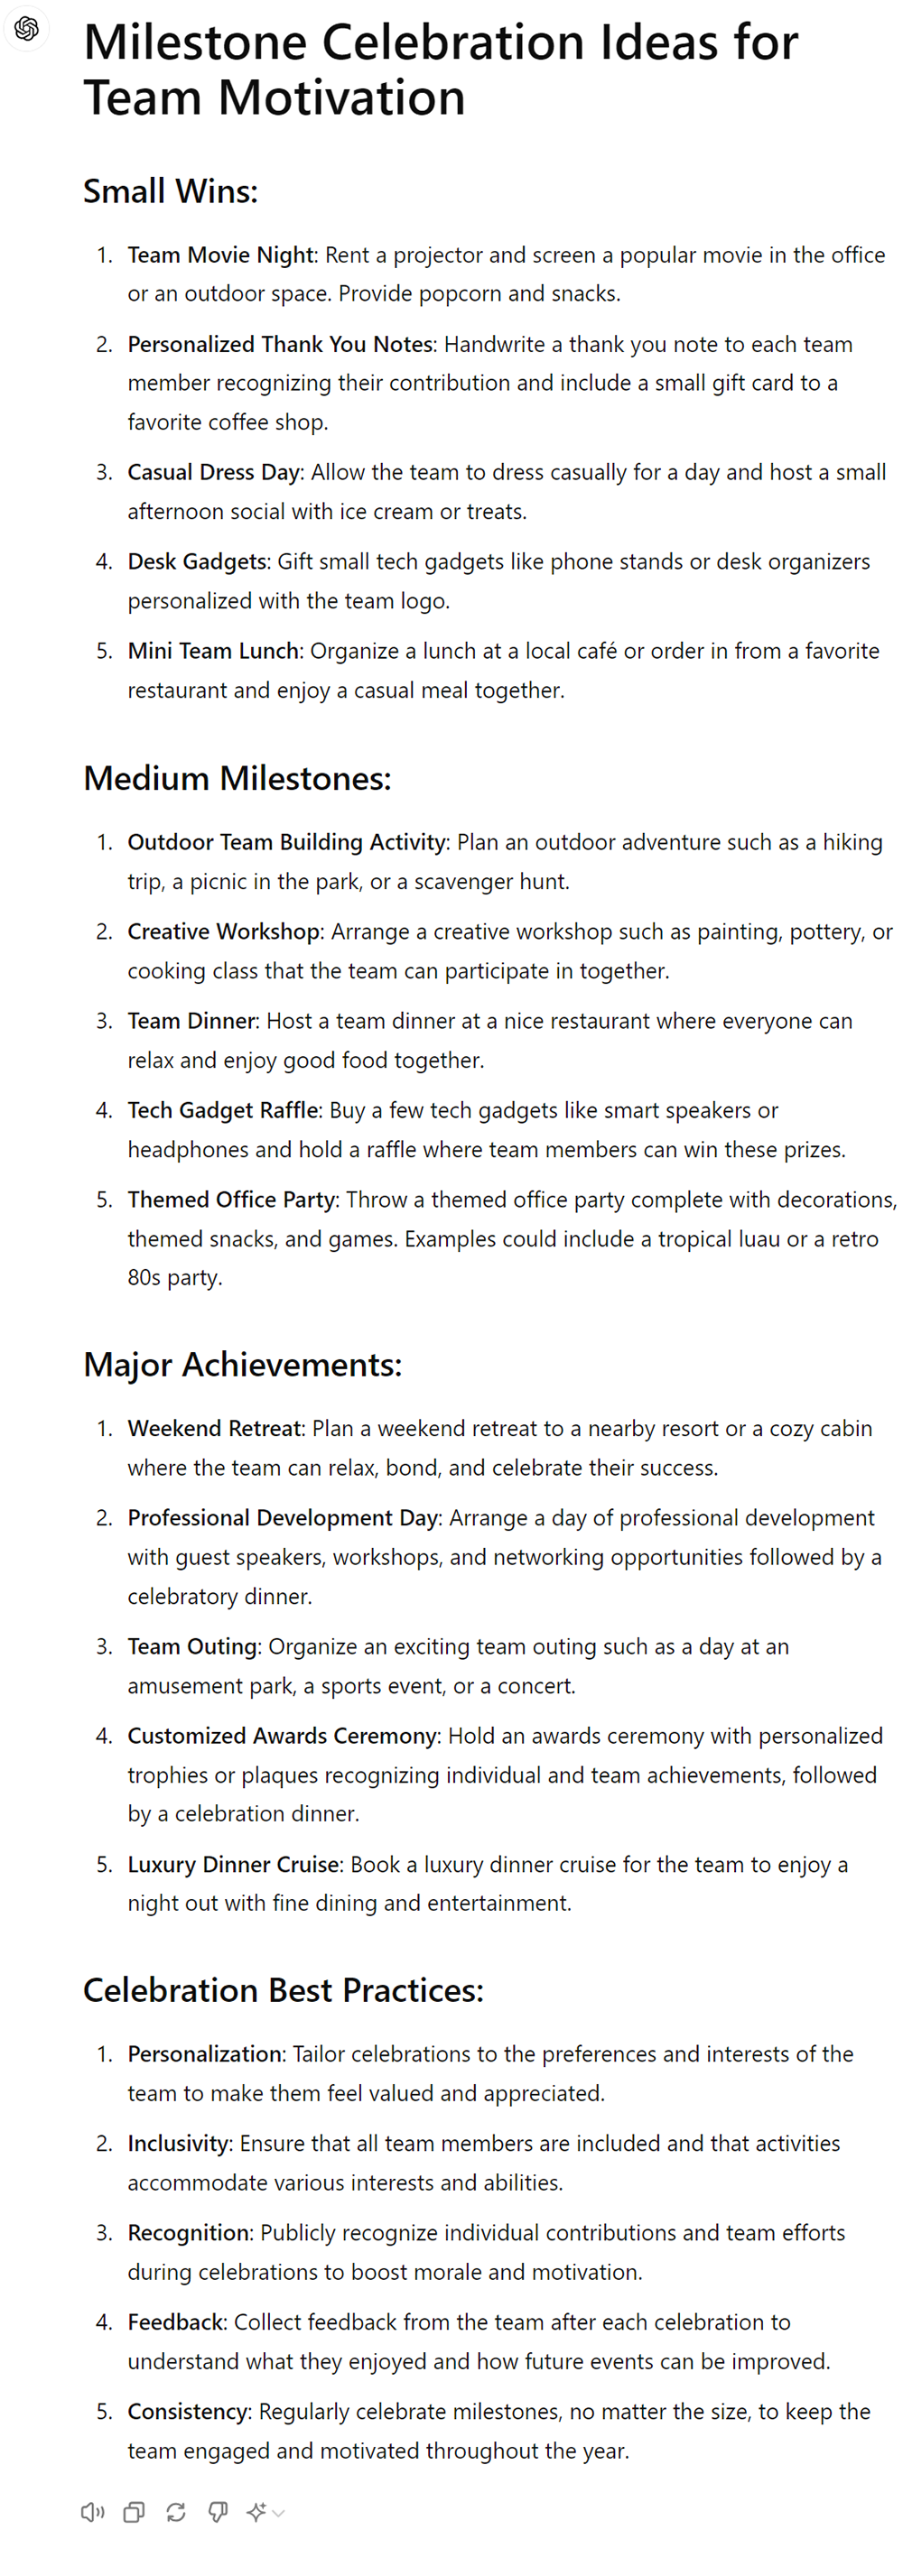 Milestone Celebration Ideas for
Team Motivation
Small Wins:
1. Team Movie Night: Rent a projector and screen a popular movie in the office
or an outdoor space. Provide popcorn and snacks.
2. Personalized Thank You Notes: Handwrite a thank you note to each team
member recognizing their contribution and include a small gift card to a
favorite coffee shop.
3. Casual Dress Day: Allow the team to dress casually for a day and host a small
afternoon social with ice cream or treats.
4. Desk Gadgets: Gift small tech gadgets like phone stands or desk organizers
personalized with the team logo.
5. Mini Team Lunch: Organize a lunch at a local café or order in from a favorite
restaurant and enjoy a casual meal together.
Medium Milestones:
1. Outdoor Team Building Activity: Plan an outdoor adventure such as a hiking
trip, a picnic in the park, or a scavenger hunt.
2. Creative Workshop: Arrange a creative workshop such as painting, pottery, or
cooking class that the team can participate in together.
3. Team Dinner: Host a team dinner at a nice restaurant where everyone can
relax and enjoy good food together.
4. Tech Gadget Raffle: Buy a few tech gadgets like smart speakers or
headphones and hold a raffle where team members can win these prizes.
5. Themed Office Party: Throw a themed office party complete with decorations,
themed snacks, and games. Examples could include a tropical luau or a retro
80s party.
Major Achievements:
1. Weekend Retreat: Plan a weekend retreat to a nearby resort or a cozy cabin
where the team can relax, bond, and celebrate their success.
2. Professional Development Day: Arrange a day of professional development
with guest speakers, workshops, and networking opportunities followed by a
celebratory dinner.
3. Team Outing: Organize an exciting team outing such as a day at an
amusement park, a sports event, or a concert.
4. Customized Awards Ceremony: Hold an awards ceremony with personalized
trophies or plaques recognizing individual and team achievements, followed
by a celebration dinner.
5. Luxury Dinner Cruise: Book a luxury dinner cruise for the team to enjoy a
night out with fine dining and entertainment.
Celebration Best Practices:
1. Personalization: Tailor celebrations to the preferences and interests of the
team to make them feel valued and appreciated.
2. Inclusivity: Ensure that all team members are included and that activities
accommodate various interests and abilities.
3. Recognition: Publicly recognize individual contributions and team efforts
during celebrations to boost morale and motivation.
4. Feedback: Collect feedback from the team after each celebration to
understand what they enjoyed and how future events can be improved.
5. Consistency: Regularly celebrate milestones, no matter the size, to keep the
team engaged and motivated throughout the year.